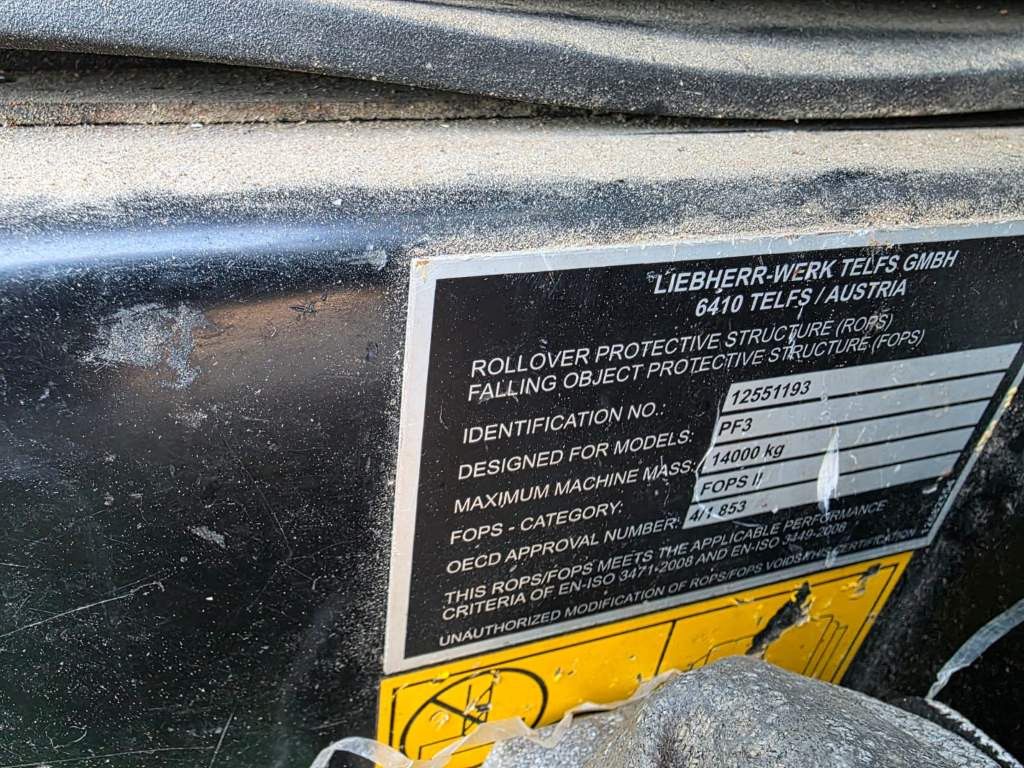 LIEBHERR-WERK TELFS GMBH
6410 TELFS / AUSTRIA
ROLLOVER PROTECTIVE STRUCTURE (ROPS)
FALLING OBJECT PROTECTIVE STRUCTURE (FOPS)
IDENTIFICATION NO.: 12551193
DESIGNED FOR MODELS: PF3
MAXIMUM MACHINE MASS: 14000 kg
FOPS - CATEGORY: FOPS II
OECD APPROVAL NUMBER: 4/1 853
THIS ROPS/FOPS MEETS THE APPLICABLE PERFORMANCE
CRITERIA OF EN-ISO 3471-2008 AND EN-ISO 3449-2008
UNAUTHORIZED MODIFICATION OF ROPS/FOPS VOIDS THIS CERTIFICATION